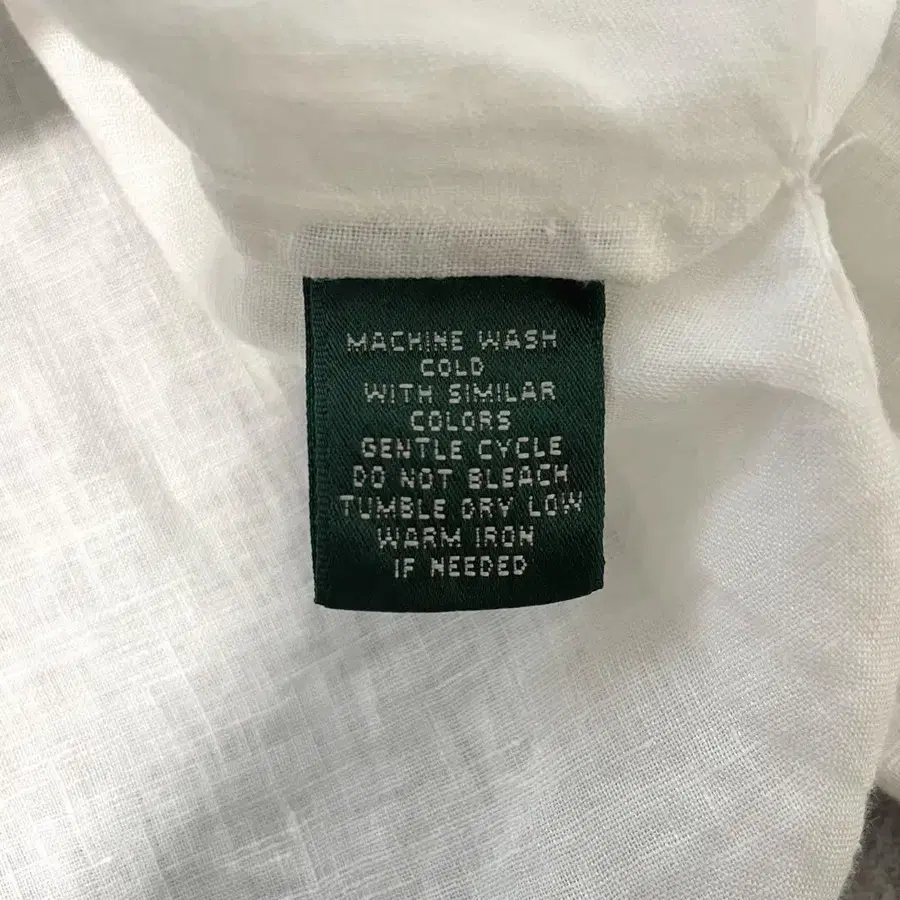 MACHINE WASH
COLD
WITH SIMILAR
COLORS
GENTLE CYCLE
DO NOT BLEACH
TUMBLE DRY LOW
WARM IRON
IF NEEDED